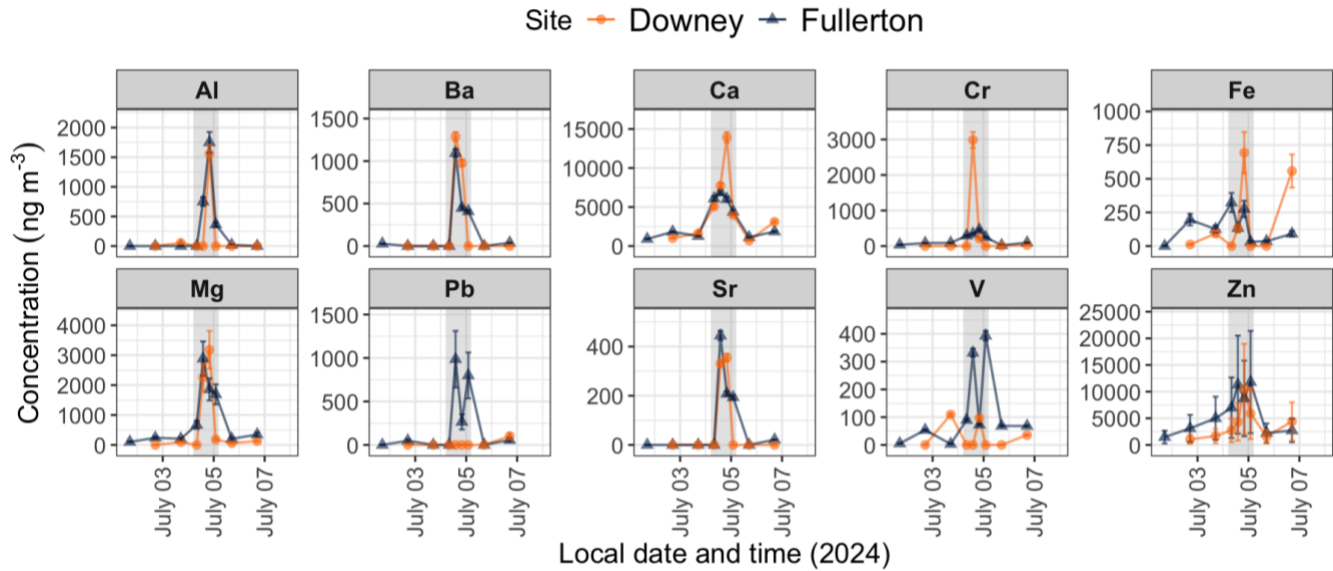 Site Downey Fullerton
Concentration (ng m-3)
Al Ba Ca Cr Fe
2000 1500 1000 500 0
1500 1000 500 0
15000 10000 5000 0
3000 2000 1000 0
1000 750 500 250 0
Mg Pb Sr V Zn
4000 3000 2000 1000 0
1500 1000 500 0
400 200 0
400 300 200 100 0
25000 20000 15000 10000 5000 0
July 03 July 05 July 07
July 03 July 05 July 07
July 03 July 05 July 07
July 03 July 05 July 07
July 03 July 05 July 07
Local date and time (2024)